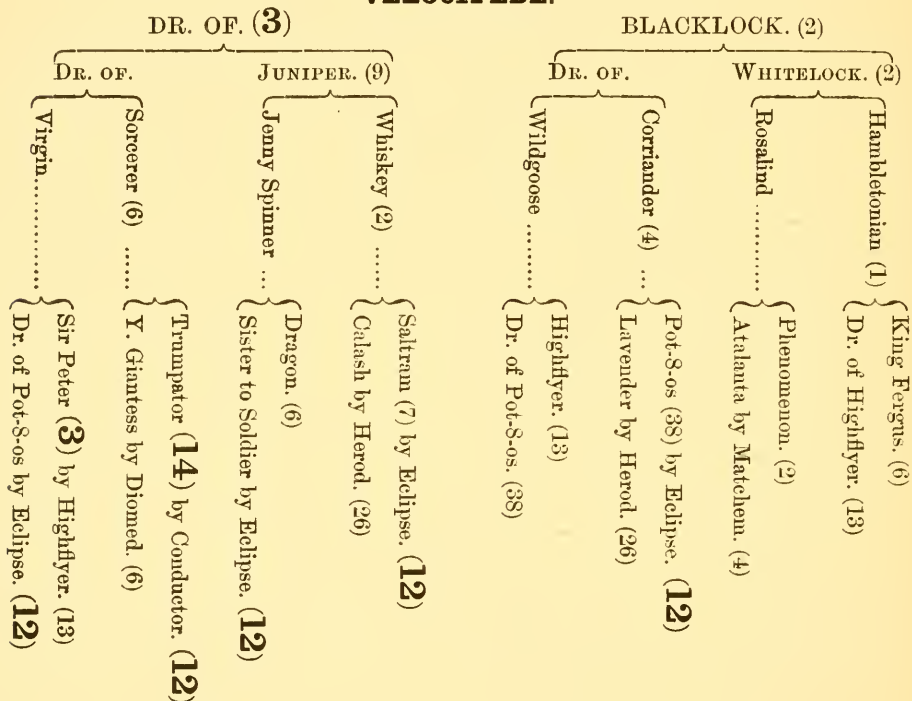 VELOCIPEDE.
DR. OF. (3)
BLACKLOCK. (2)
DR. OF.
JUNIPER. (9)
DR. OF.
WHITELOCK. (2)
Hambletonian (1)
King Fergus. (6)
Dr. of Highflyer. (13)
Rosalind ............
Phenomenon. (2)
Atalanta by Matchem. (4)
Corriander (4) ...
Pot-8-os (38) by Eclipse. (12)
Lavender by Herod. (26)
Wildgoose ........
Highflyer. (13)
Dr. of Pot-8-os. (38)
Whiskey (2) ......
Saltram (7) by Eclipse. (12)
Calash by Herod. (26)
Jenny Spinner ...
Dragon. (6)
Sister to Soldier by Eclipse. (12)
Sorcerer (6) ......
Trumpator (14) by Conductor. (12)
Y. Giantess by Diomed. (6)
Virgin...............
Sir Peter (3) by Highflyer. (13)
Dr. of Pot-8-os by Eclipse. (12)